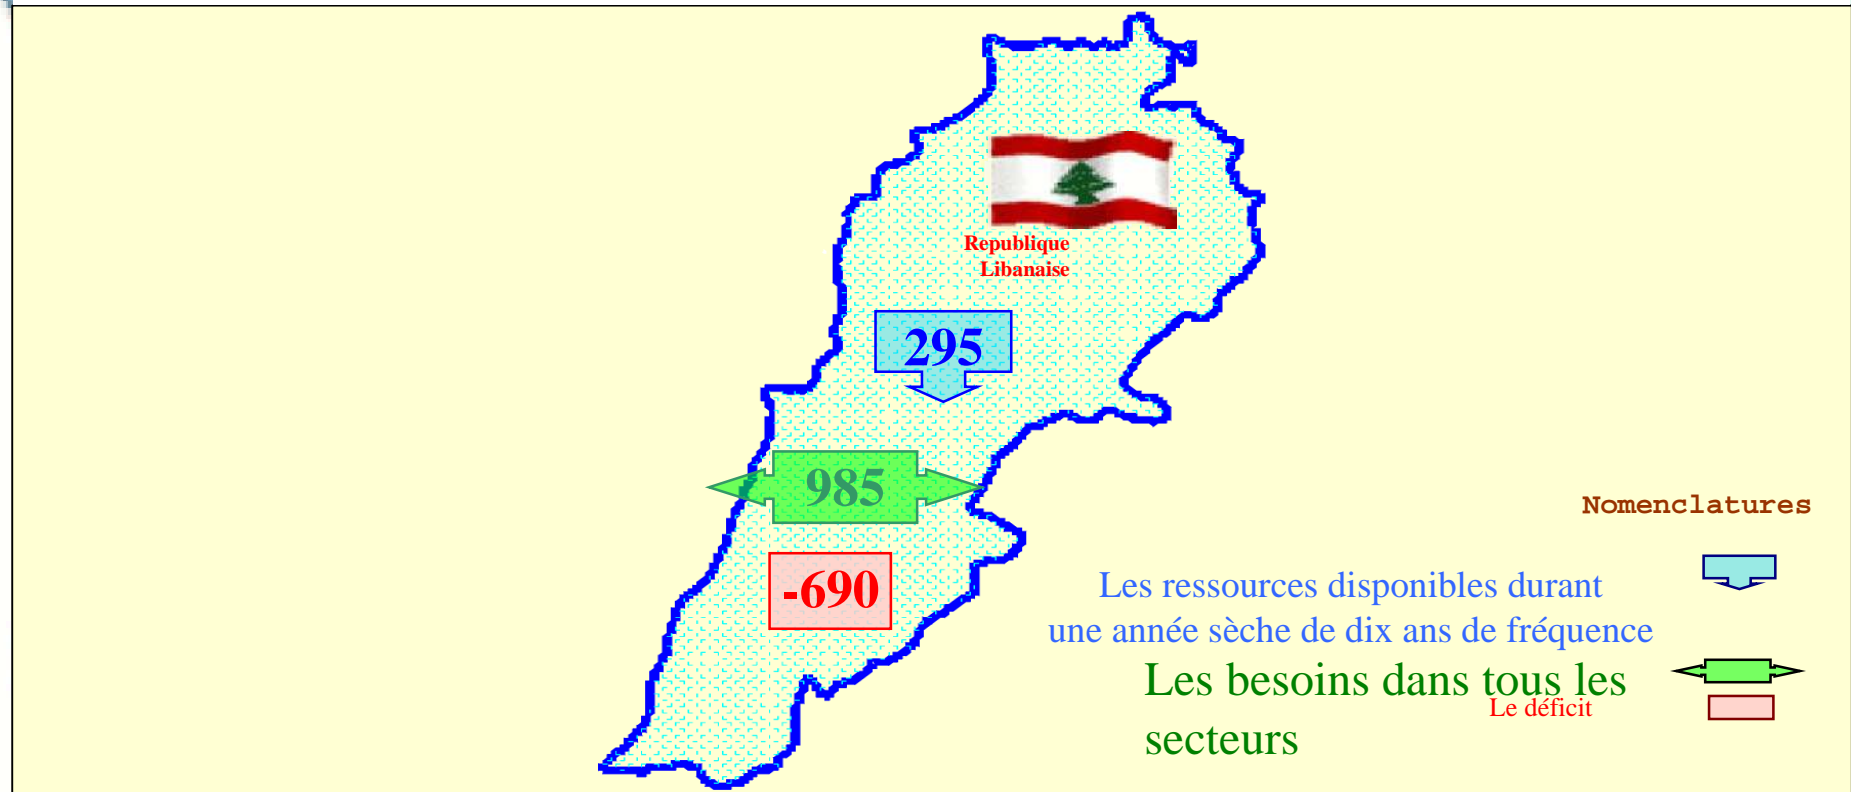 Republique
Libanaise
295
985
-690
Nomenclatures
Les ressources disponibles durant
une année sèche de dix ans de fréquence
Les besoins dans tous les
secteurs
Le déficit